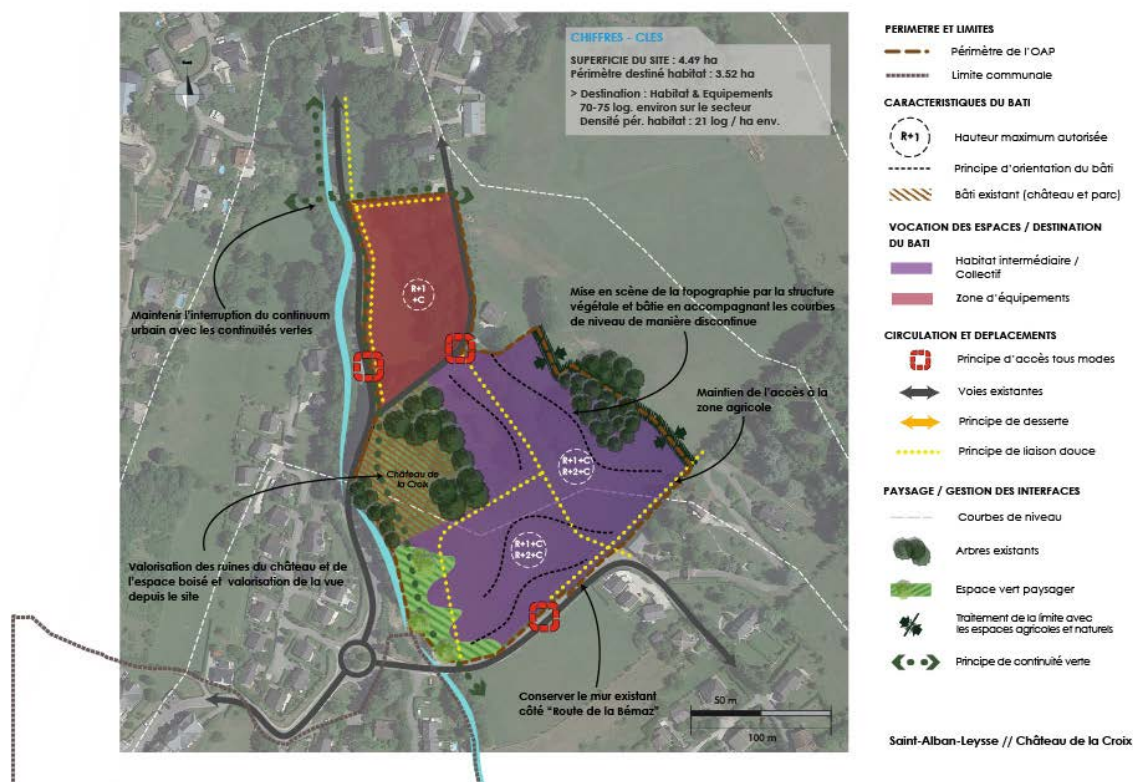 CHIFFRES - CLES
SUPERFICIE DU SITE : 4.49 ha
Périmètre destiné habitat : 3.52 ha
> Destination : Habitat & Equipements
70-75 log. environ sur le secteur
Densité pér. habitat : 21 log / ha env.
R+1
+C
Maintenir l'interruption du continuum
urbain avec les continuités vertes
Mise en scène de la topographie par la structure
végétale et bâtie en accompagnant les courbes
de niveau de manière discontinue
Maintien de l'accès à la
zone agricole
R+1+C
R+2+C
Château de
la Croix
R+1+C
R+2+C
Valorisation des ruines du château et de
l'espace boisé et valorisation de la vue
depuis le site
Conserver le mur existant
côté "Route de la Bémaz"
50 m
100 m
PERIMETRE ET LIMITES
Périmètre de l'OAP
Limite communale
CARACTERISTIQUES DU BATI
R+1
Hauteur maximum autorisée
Principe d'orientation du bâti
Bâti existant (château et parc)
VOCATION DES ESPACES / DESTINATION
DU BATI
Habitat intermédiaire /
Collectif
Zone d'équipements
CIRCULATION ET DEPLACEMENTS
Principe d'accès tous modes
Voies existantes
Principe de desserte
Principe de liaison douce
PAYSAGE / GESTION DES INTERFACES
Courbes de niveau
Arbres existants
Espace vert paysager
Traitement de la limite avec
les espaces agricoles et naturels
Principe de continuité verte
Saint-Alban-Leysse // Château de la Croix